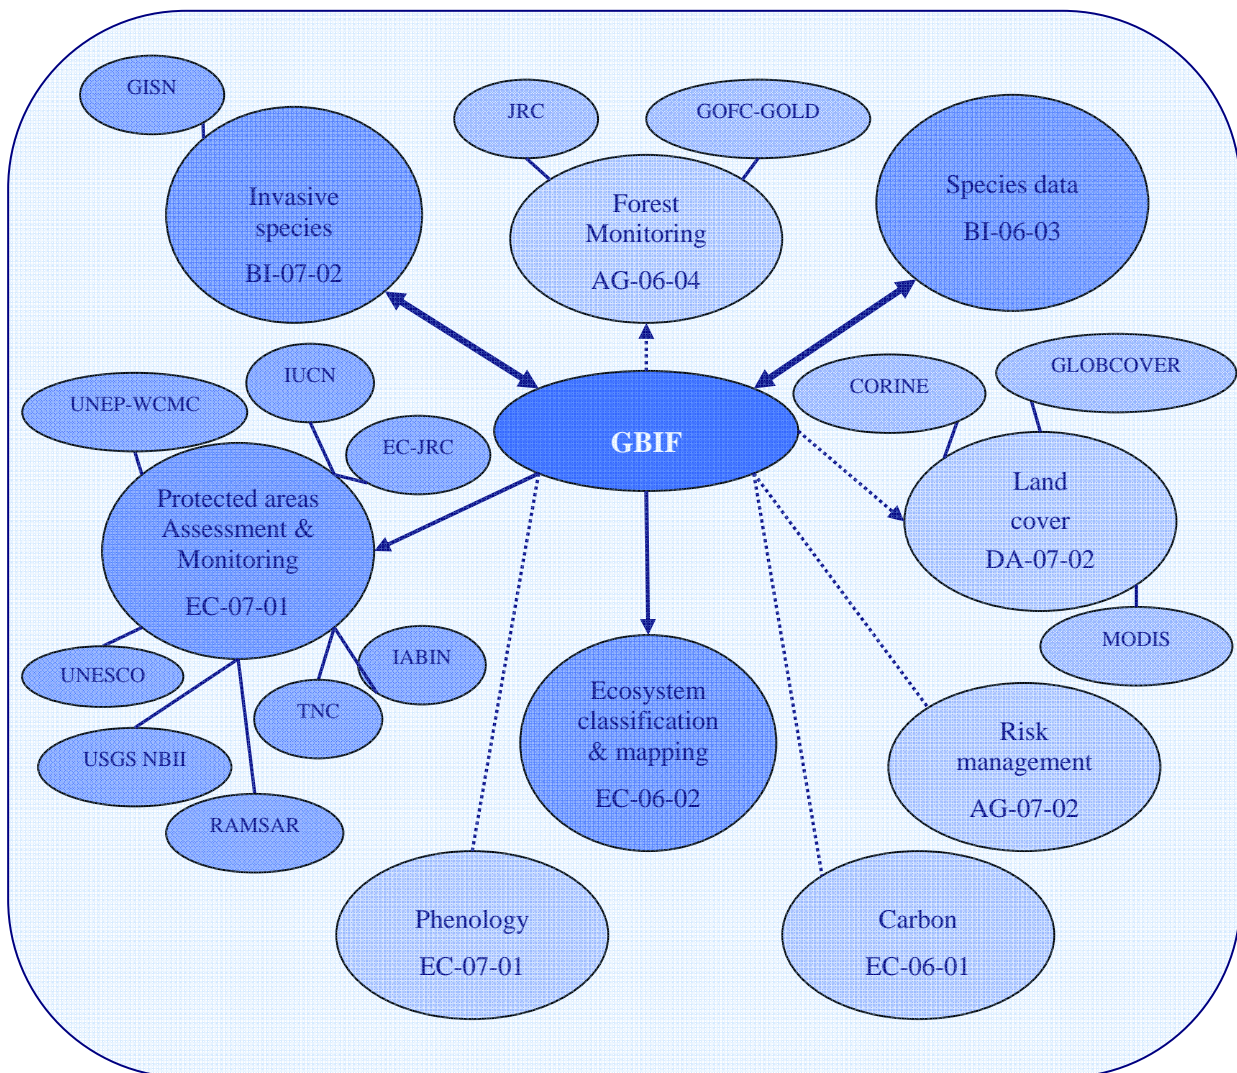 GISN
Invasive
species
BI-07-02
JRC
GOFC-GOLD
Forest
Monitoring
AG-06-04
Species data
BI-06-03
IUCN
UNEP-WCMC
EC-JRC
Protected areas
Assessment &
Monitoring
EC-07-01
GBIF
CORINE
GLOBCOVER
Land
cover
DA-07-02
MODIS
UNESCO
USGS NBII
RAMSAR
TNC
IABIN
Ecosystem
classification
& mapping
EC-06-02
Risk
management
AG-07-02
Phenology
EC-07-01
Carbon
EC-06-01